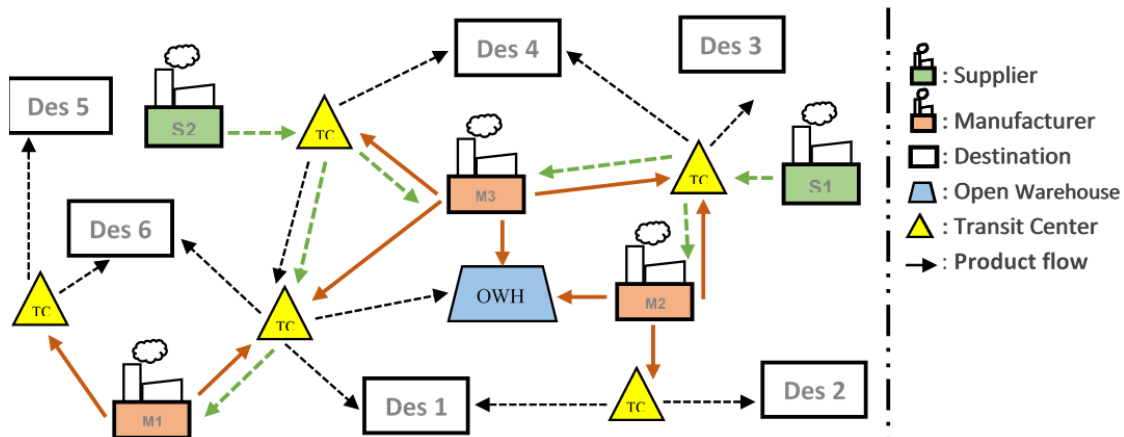 Des 3
Des 4
Des 5
S2
TC
: Supplier
: Manufacturer
M3
TC
S1
: Destination
: Open Warehouse
Des 6
: Transit Center
: Product flow
TC
TC
OWH
M2
Des 1
TC
Des 2
M1